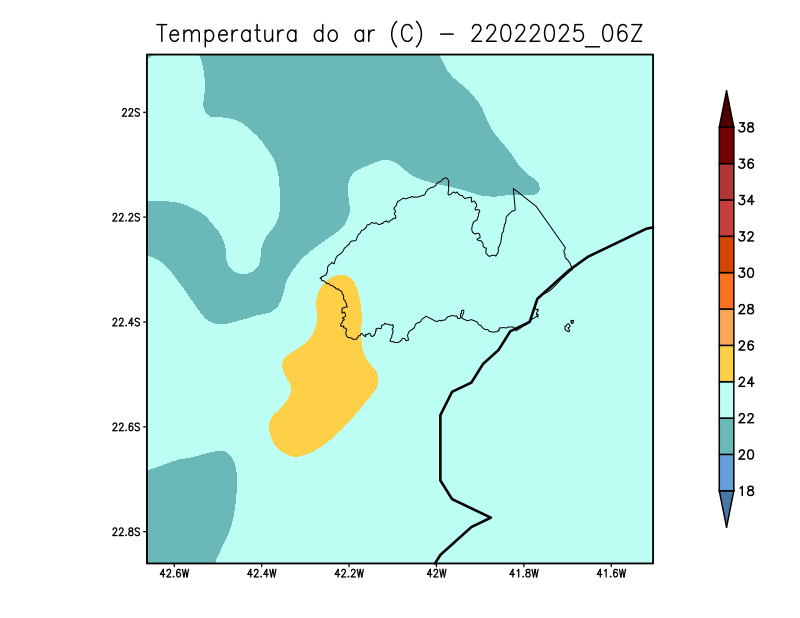 Temperatura do ar (C) - 22022025_06Z
22S
22.2S
22.4S
22.6S
22.8S
42.6W
42.4W
42.2W
42W
41.8W
41.6W
38
36
34
32
30
28
26
24
22
20
18